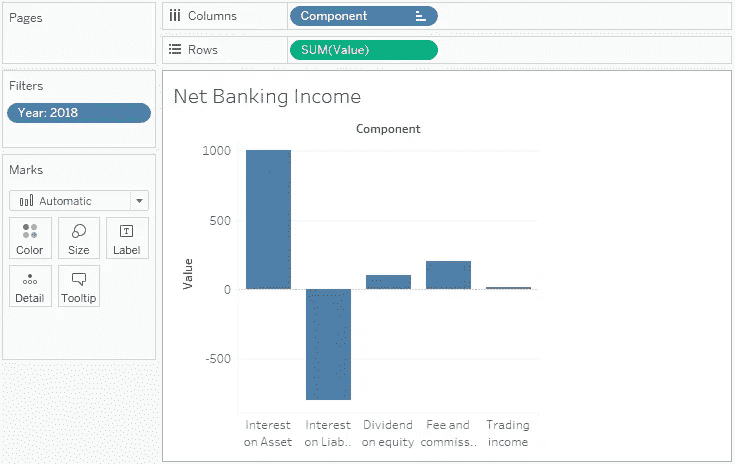 Pages
Columns
Component
Rows
SUM(Value)
Filters
Year: 2018
Marks
Automatic
Color
Size
Label
Detail
Tooltip
Net Banking Income
Component
Value
1000
500
0
-500
Interest
on Asset
Interest
on Liab..
Dividend
on equity
Fee and
commiss..
Trading
income